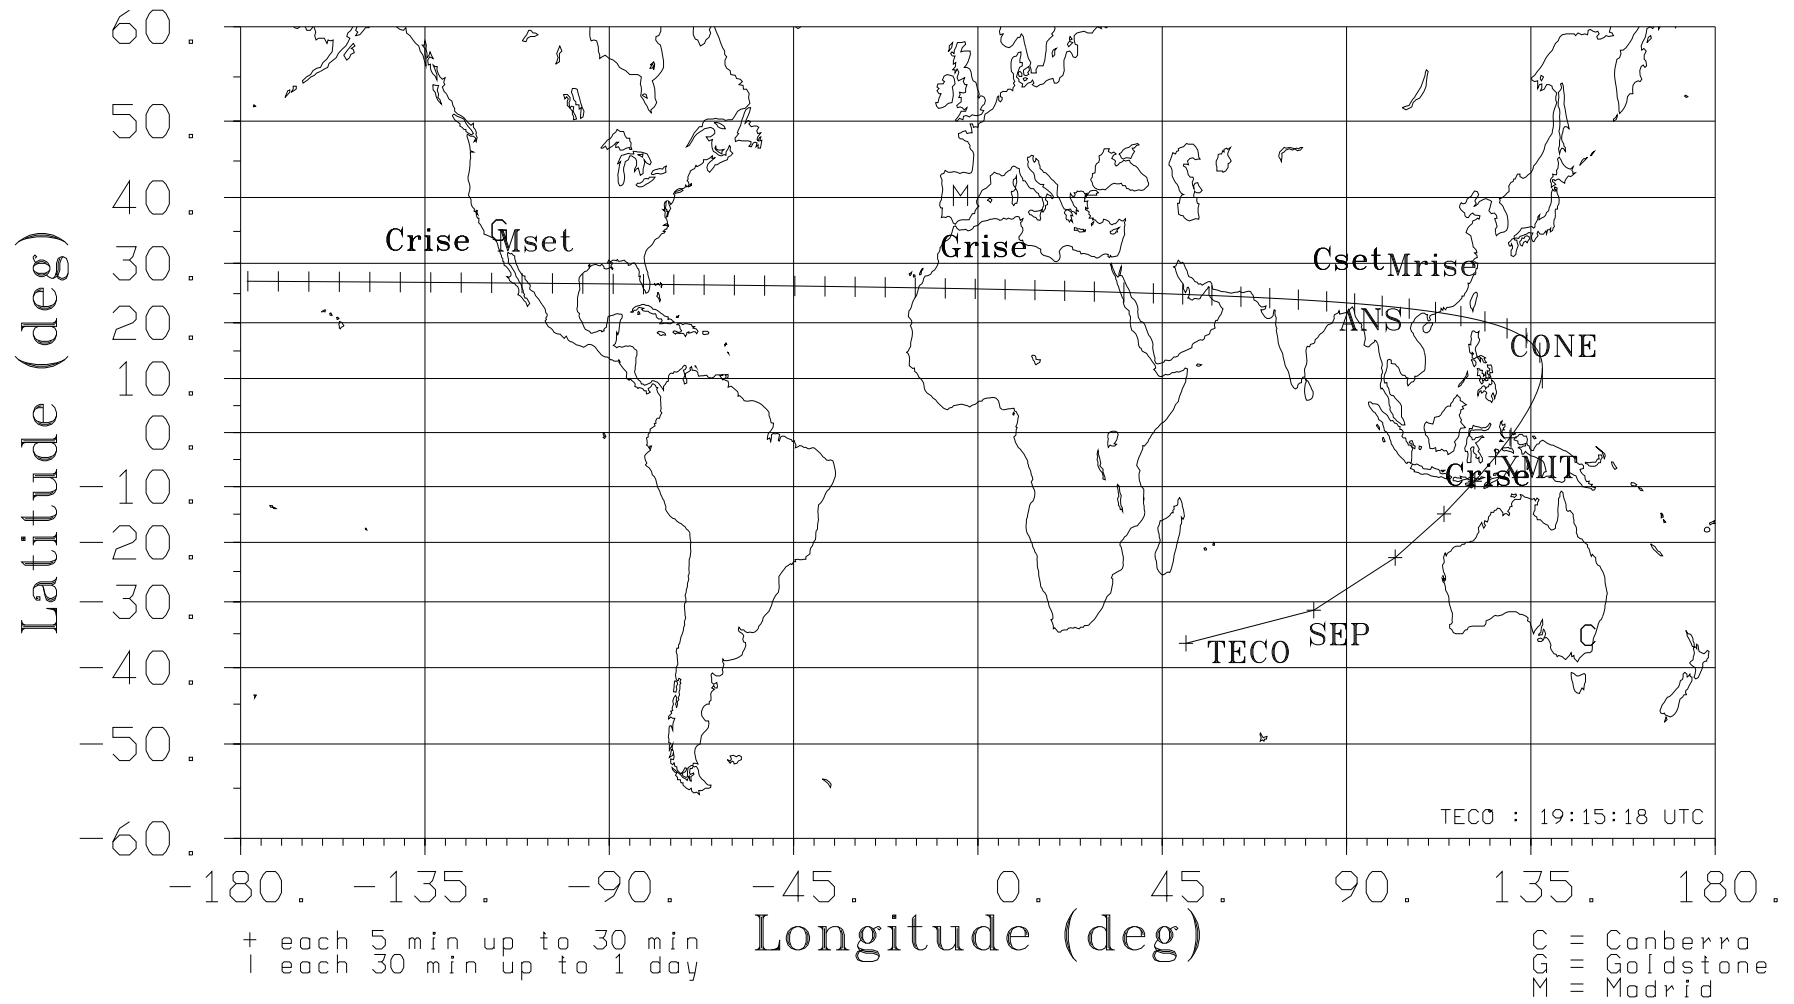 60.
50.
40.
30.
20.
10.
0.
-10.
-20.
-30.
-40.
-50.
-60.
Latitude (deg)
M
Crise G Mset
Grise
Cset Mrise
ANS
CONE
Crise XMIT
SEP
C
TECO
TECO : 19:15:18 UTC
-180. -135. -90. -45. 0. 45. 90. 135. 180.
Longitude (deg)
+ each 5 min up to 30 min
| each 30 min up to 1 day
C = Canberra
G = Goldstone
M = Madrid